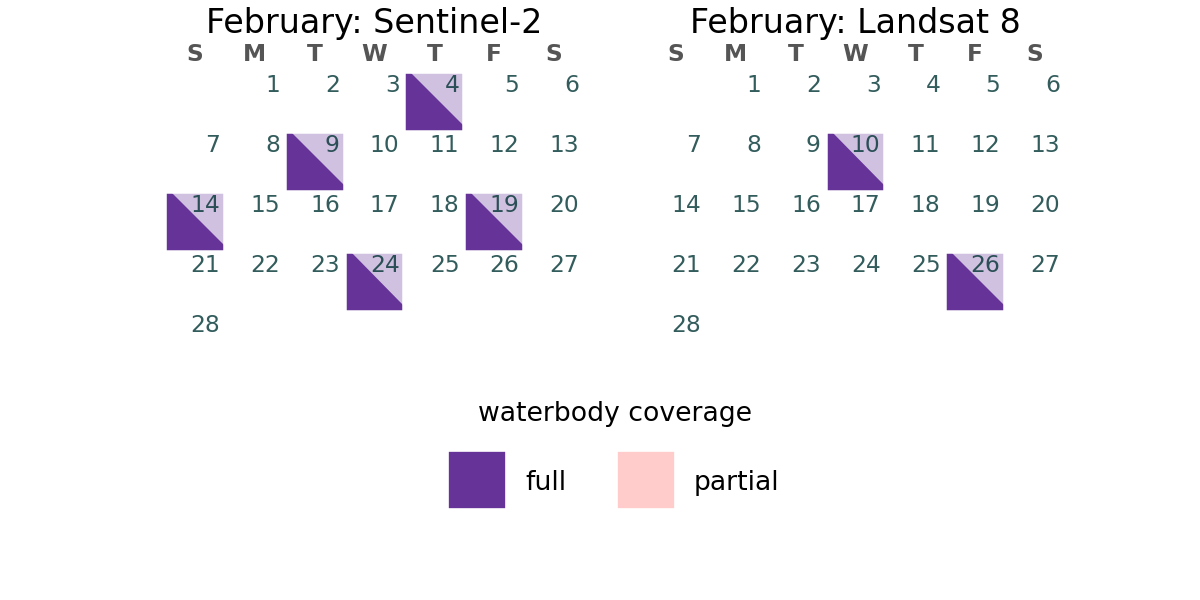 February: Sentinel-2
S M T W T F S
1 2 3 4 5 6
7 8 9 10 11 12 13
14 15 16 17 18 19 20
21 22 23 24 25 26 27
28
February: Landsat 8
S M T W T F S
1 2 3 4 5 6
7 8 9 10 11 12 13
14 15 16 17 18 19 20
21 22 23 24 25 26 27
28
waterbody coverage
full partial